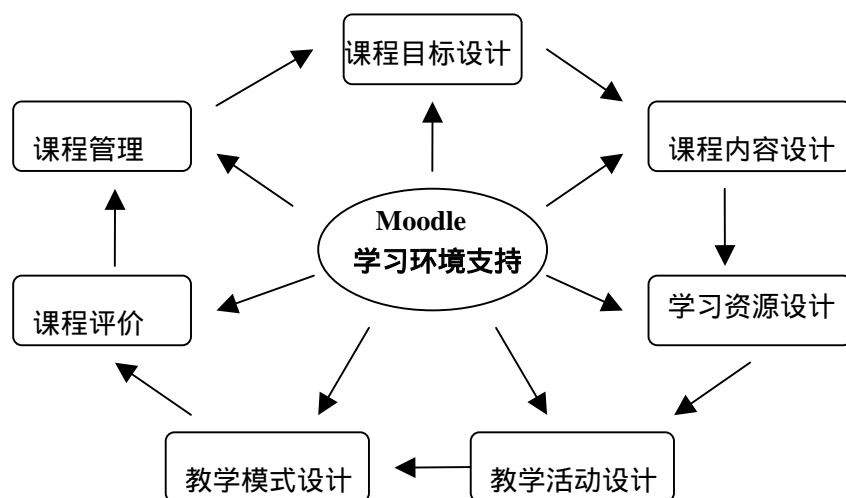 课程目标设计
课程管理
课程内容设计
Moodle
学习环境支持
课程评价
学习资源设计
教学模式设计
教学活动设计